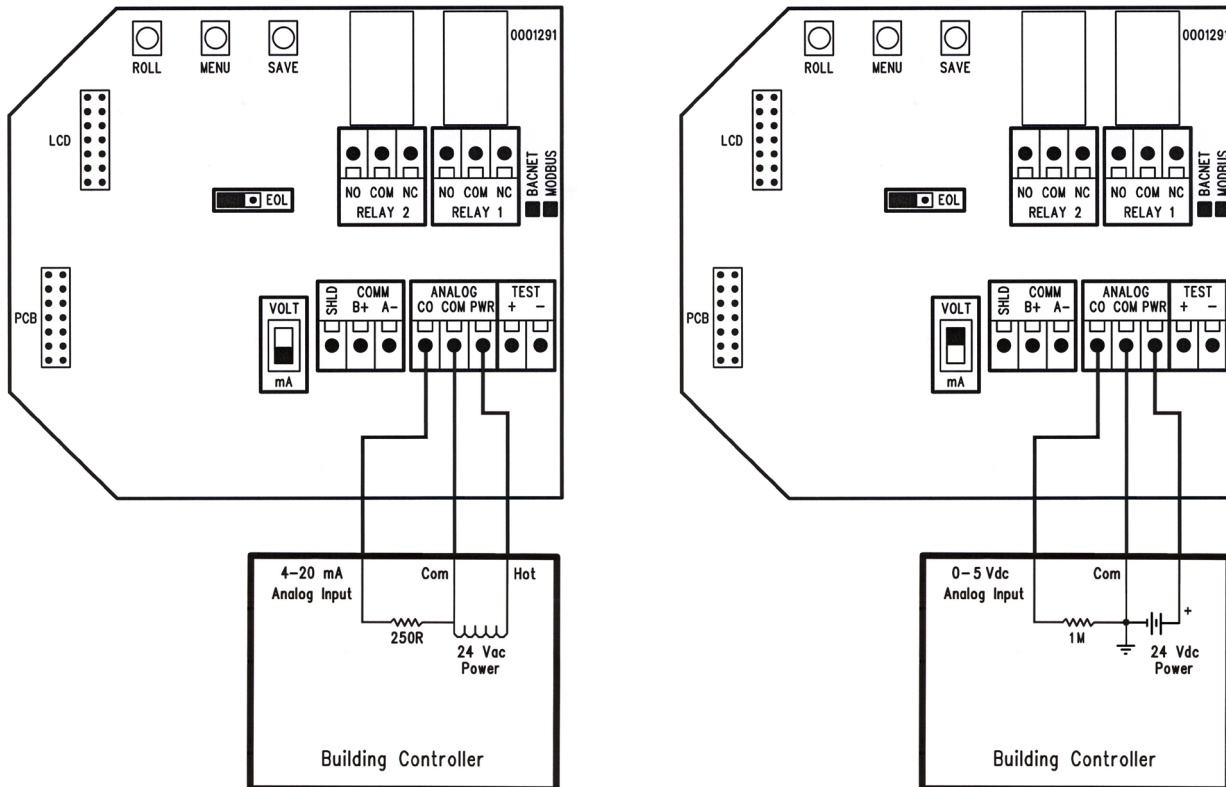 0001291
ROLL MENU SAVE
LCD
BACNET
MODBUS
NO COM NC
RELAY 2
NO COM NC
RELAY 1
EOL
PCB
VOLT
mA
SHLD
COMM
B+ A-
ANALOG
CO COM PWR
TEST
+ -
4-20 mA
Analog Input
Com
Hot
250R
24 Vac
Power
Building Controller
0001291
ROLL MENU SAVE
LCD
BACNET
MODBUS
NO COM NC
RELAY 2
NO COM NC
RELAY 1
EOL
PCB
VOLT
mA
SHLD
COMM
B+ A-
ANALOG
CO COM PWR
TEST
+ -
0-5 Vdc
Analog Input
Com
+
1M
24 Vdc
Power
Building Controller